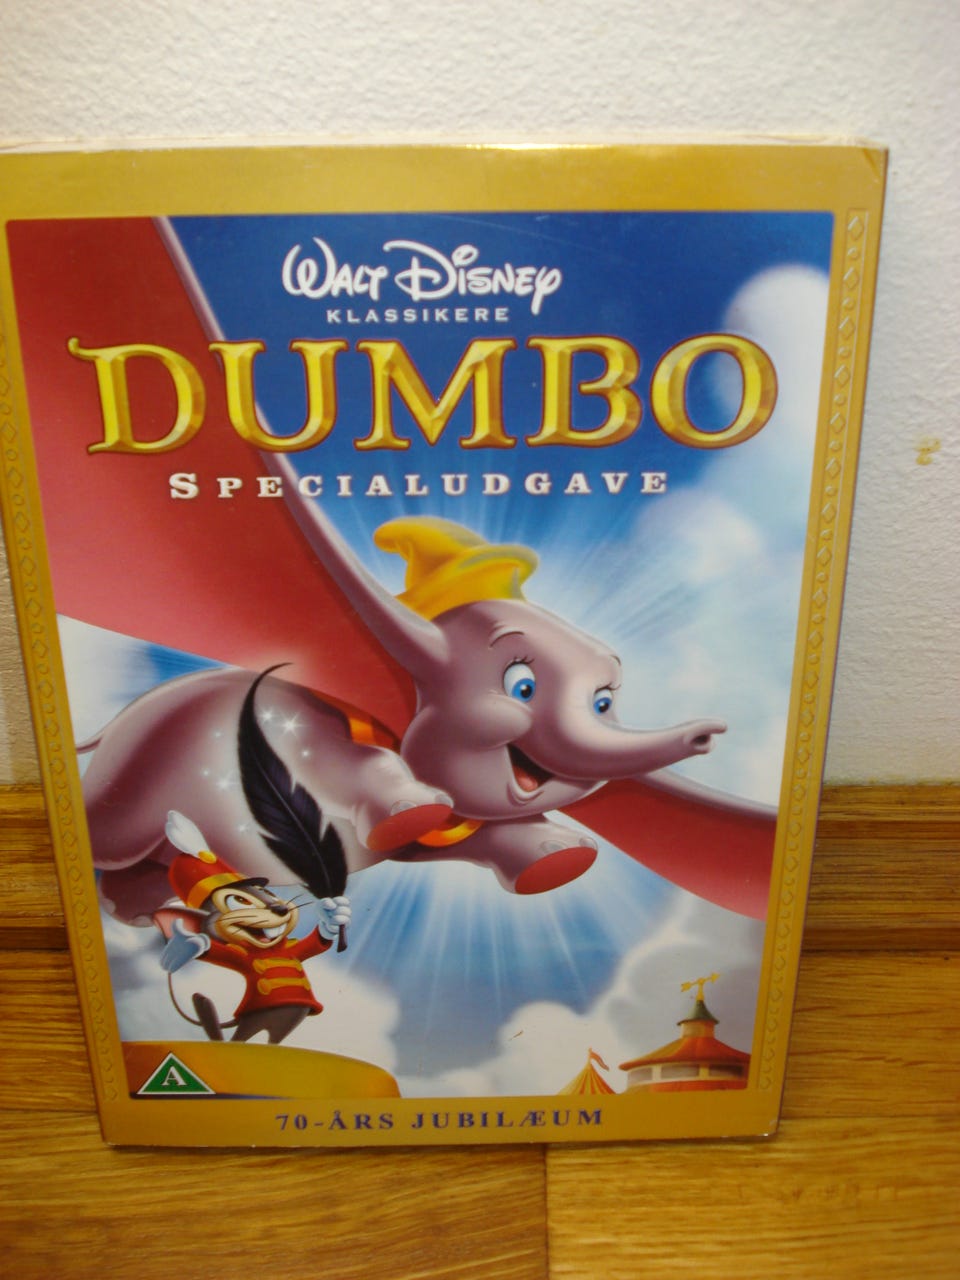 WALT DISNEY
KLASSIKERE
DUMBO
SPECIALUDGAVE
A
70-ÅRS JUBILÆUM